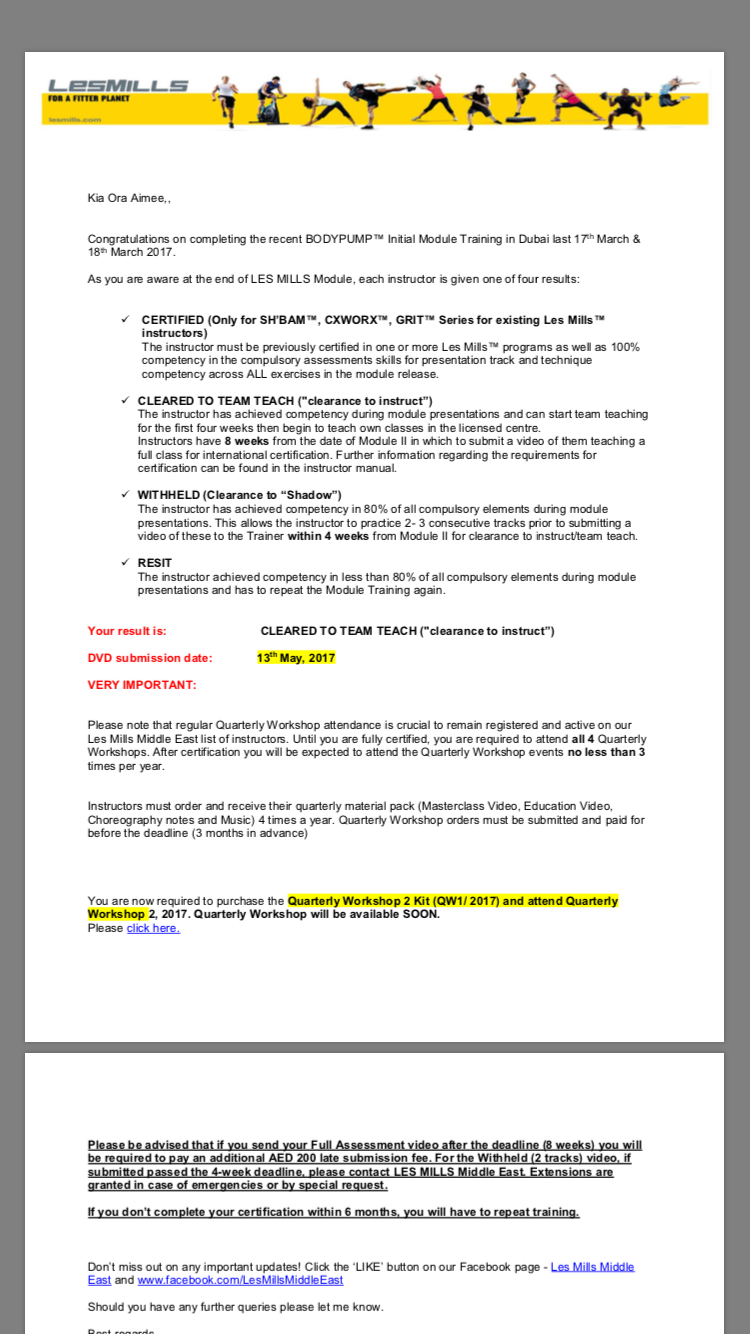 LESMILLS
FOR A FITTER PLANET
lesmills.com
Kia Ora Aimee,,
Congratulations on completing the recent BODYPUMP™ Initial Module Training in Dubai last 17th March &
18th March 2017.
As you are aware at the end of LES MILLS Module, each instructor is given one of four results:
✓ CERTIFIED (Only for SH'BAM™, CXWORX™, GRIT™ Series for existing Les Mills™
instructors)
The instructor must be previously certified in one or more Les Mills™ programs as well as 100%
competency in the compulsory assessments skills for presentation track and technique
competency across ALL exercises in the module release.
✓ CLEARED TO TEAM TEACH ("clearance to instruct")
The instructor has achieved competency during module presentations and can start team teaching
for the first four weeks then begin to teach own classes in the licensed centre.
Instructors have 8 weeks from the date of Module II in which to submit a video of them teaching a
full class for international certification. Further information regarding the requirements for
certification can be found in the instructor manual.
✓ WITHHELD (Clearance to “Shadow”)
The instructor has achieved competency in 80% of all compulsory elements during module
presentations. This allows the instructor to practice 2- 3 consecutive tracks prior to submitting a
video of these to the Trainer within 4 weeks from Module II for clearance to instruct/team teach.
✓ RESIT
The instructor achieved competency in less than 80% of all compulsory elements during module
presentations and has to repeat the Module Training again.
Your result is: CLEARED TO TEAM TEACH ("clearance to instruct”)
DVD submission date: 13th May, 2017
VERY IMPORTANT:
Please note that regular Quarterly Workshop attendance is crucial to remain registered and active on our
Les Mills Middle East list of instructors. Until you are fully certified, you are required to attend all 4 Quarterly
Workshops. After certification you will be expected to attend the Quarterly Workshop events no less than 3
times per year.
Instructors must order and receive their quarterly material pack (Masterclass Video, Education Video,
Choreography notes and Music) 4 times a year. Quarterly Workshop orders must be submitted and paid for
before the deadline (3 months in advance)
You are now required to purchase the Quarterly Workshop 2 Kit (QW1/ 2017) and attend Quarterly
Workshop 2, 2017. Quarterly Workshop will be available SOON.
Please click here.
Please be advised that if you send your Full Assessment video after the deadline (8 weeks) you will
be required to pay an additional AED 200 late submission fee. For the Withheld (2 tracks) video, if
submitted passed the 4-week deadline, please contact LES MILLS Middle East. Extensions are
granted in case of emergencies or by special request.
If you don't complete your certification within 6 months, you will have to repeat training.
Don’t miss out on any important updates! Click the ‘LIKE’ button on our Facebook page - Les Mills Middle
East and www.facebook.com/LesMillsMiddleEast
Should you have any further queries please let me know.
Best regards